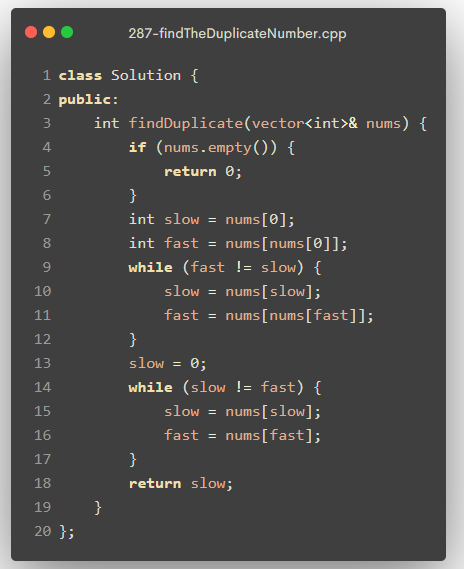 287-findTheDuplicateNumber.cpp
1 class Solution {
2 public:
3     int findDuplicate(vector<int>& nums) {
4         if (nums.empty()) {
5             return 0;
6         }
7         int slow = nums[0];
8         int fast = nums[nums[0]];
9         while (fast != slow) {
10             slow = nums[slow];
11             fast = nums[nums[fast]];
12         }
13         slow = 0;
14         while (slow != fast) {
15             slow = nums[slow];
16             fast = nums[fast];
17         }
18         return slow;
19     }
20 };